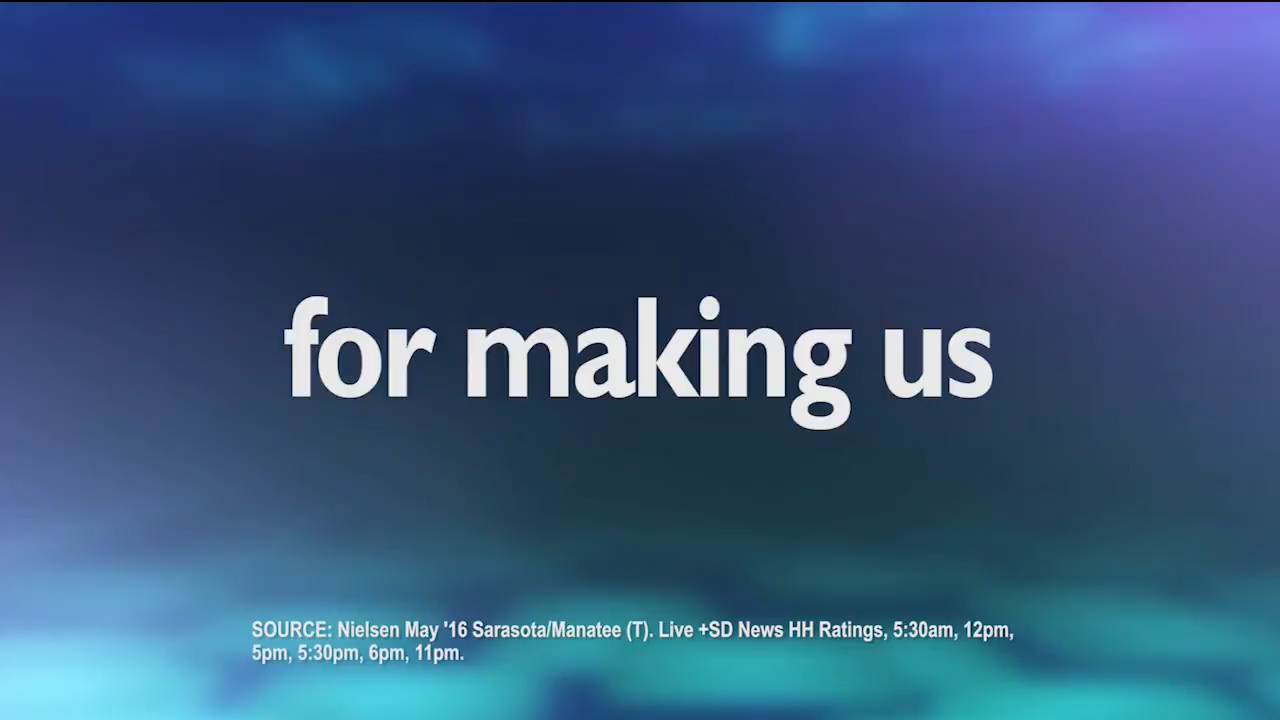 for making us
SOURCE: Nielsen May '16 Sarasota/Manatee (T). Live +SD News HH Ratings, 5:30am, 12pm,
5pm, 5:30pm, 6pm, 11pm.